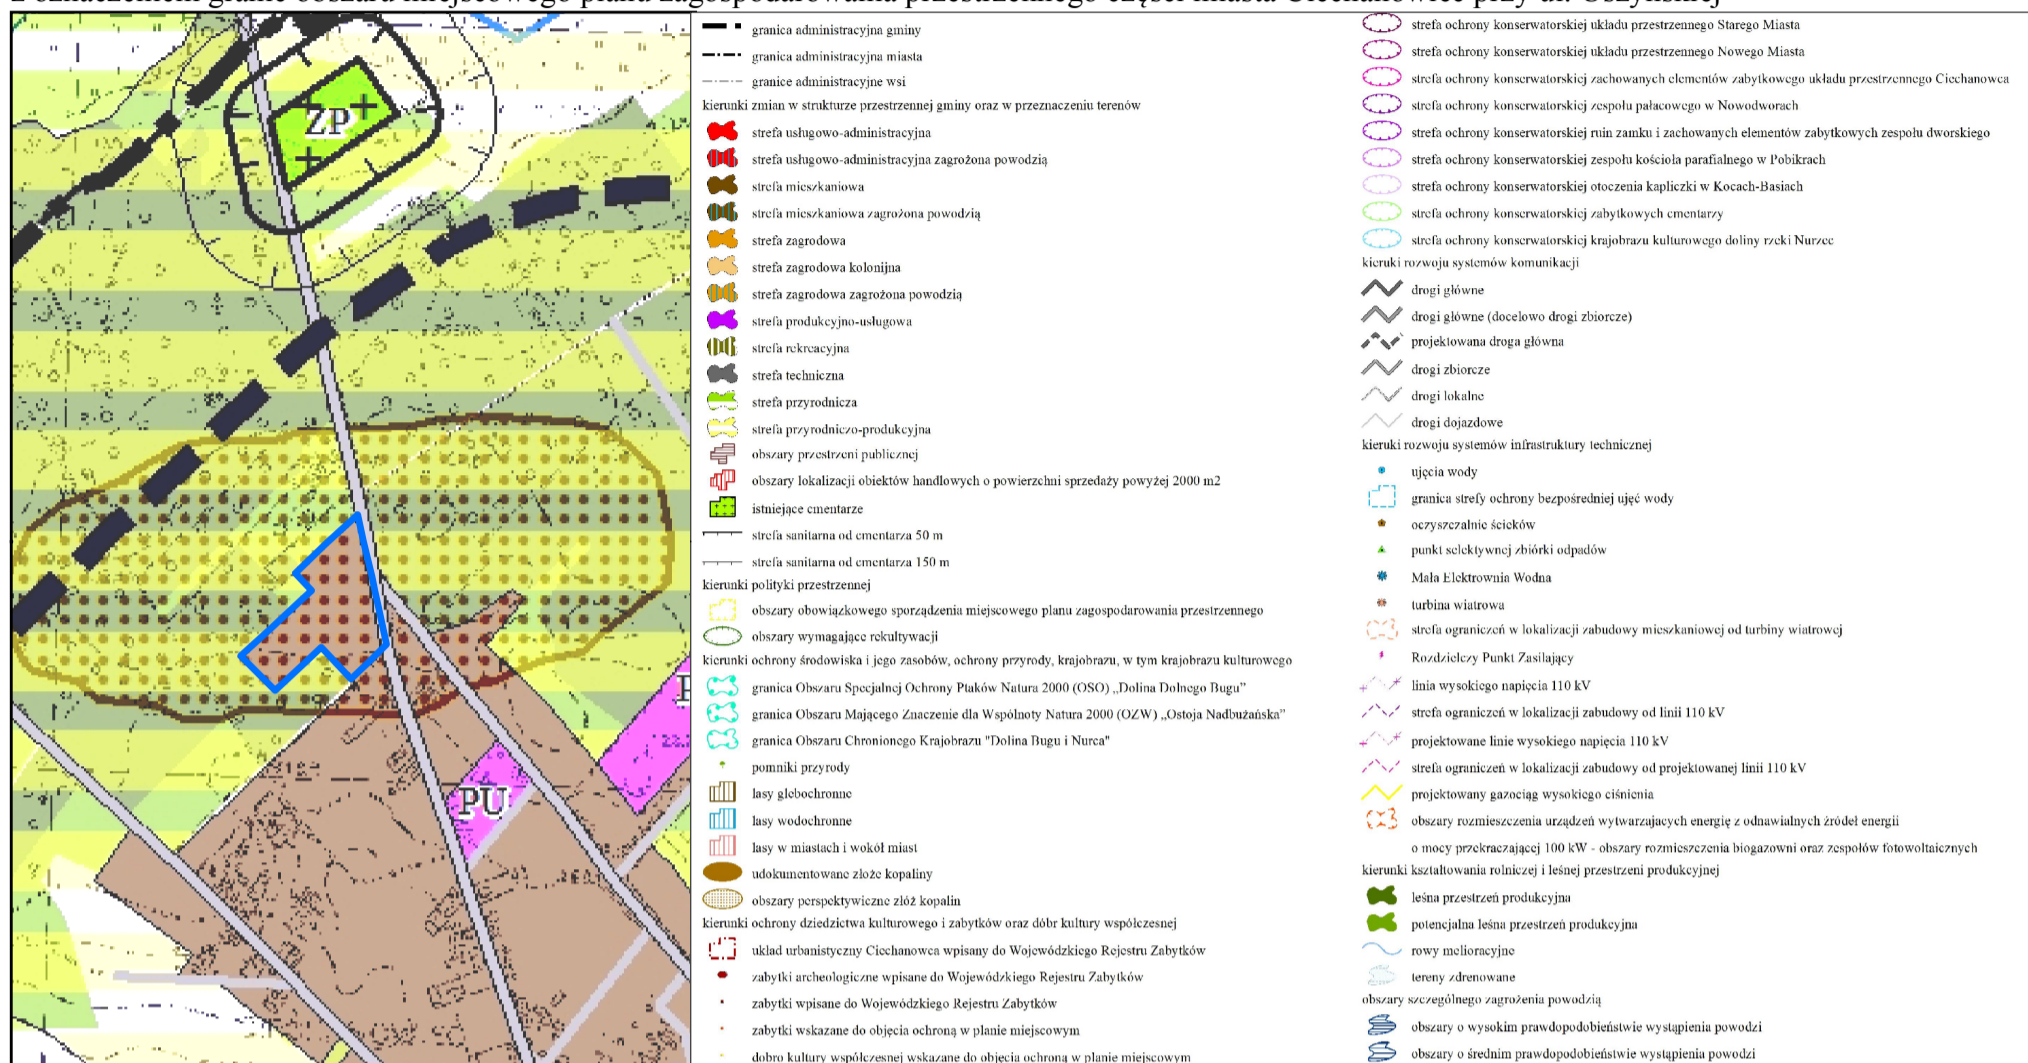 z oznaczeniem granic obszaru miejscowego planu zagospodarowania przestrzennego części miasta Ciechanowiec przy ul. Uszyńskiej
ZP
PU
granica administracyjna gminy
granica administracyjna miasta
granice administracyjne wsi
kierunki zmian w strukturze przestrzennej gminy oraz w przeznaczeniu terenów
strefa usługowo-administracyjna
strefa usługowo-administracyjna zagrożona powodzią
strefa mieszkaniowa
strefa mieszkaniowa zagrożona powodzią
strefa zagrodowa
strefa zagrodowa kolonijna
strefa zagrodowa zagrożona powodzią
strefa produkcyjno-usługowa
strefa rekreacyjna
strefa techniczna
strefa przyrodnicza
strefa przyrodniczo-produkcyjna
obszary przestrzeni publicznej
obszary lokalizacji obiektów handlowych o powierzchni sprzedaży powyżej 2000 m2
istniejące cmentarze
strefa sanitarna od cmentarza 50 m
strefa sanitarna od cmentarza 150 m
kierunki polityki przestrzennej
obszary obowiązkowego sporządzenia miejscowego planu zagospodarowania przestrzennego
obszary wymagające rekultywacji
kierunki ochrony środowiska i jego zasobów, ochrony przyrody, krajobrazu, w tym krajobrazu kulturowego
granica Obszaru Specjalnej Ochrony Ptaków Natura 2000 (OSO) „Dolina Dolnego Bugu”
granica Obszaru Mającego Znaczenie dla Wspólnoty Natura 2000 (OZW) „Ostoja Nadbużańska”
granica Obszaru Chronionego Krajobrazu "Dolina Bugu i Nurca"
pomniki przyrody
lasy glebochronne
lasy wodochronne
lasy w miastach i wokół miast
udokumentowane złoże kopaliny
obszary perspektywiczne złóż kopalin
kierunki ochrony dziedzictwa kulturowego i zabytków oraz dóbr kultury współczesnej
układ urbanistyczny Ciechanowca wpisany do Wojewódzkiego Rejestru Zabytków
zabytki archeologiczne wpisane do Wojewódzkiego Rejestru Zabytków
zabytki wpisane do Wojewódzkiego Rejestru Zabytków
zabytki wskazane do objęcia ochroną w planie miejscowym
dobro kultury współczesnej wskazane do objęcia ochroną w planie miejscowym
strefa ochrony konserwatorskiej układu przestrzennego Starego Miasta
strefa ochrony konserwatorskiej układu przestrzennego Nowego Miasta
strefa ochrony konserwatorskiej zachowanych elementów zabytkowego układu przestrzennego Ciechanowca
strefa ochrony konserwatorskiej zespołu pałacowego w Nowodworach
strefa ochrony konserwatorskiej ruin zamku i zachowanych elementów zabytkowych zespołu dworskiego
strefa ochrony konserwatorskiej zespołu kościoła parafialnego w Pobikrach
strefa ochrony konserwatorskiej otoczenia kapliczki w Kocach-Basiach
strefa ochrony konserwatorskiej zabytkowych cmentarzy
strefa ochrony konserwatorskiej krajobrazu kulturowego doliny rzeki Nurzec
kieruki rozwoju systemów komunikacji
drogi główne
drogi główne (docelowo drogi zbiorcze)
projektowana droga główna
drogi zbiorcze
drogi lokalne
drogi dojazdowe
kieruki rozwoju systemów infrastruktury technicznej
ujęcia wody
granica strefy ochrony bezpośredniej ujęć wody
oczyszczalnie ścieków
punkt selektywnej zbiórki odpadów
Mała Elektrownia Wodna
turbina wiatrowa
strefa ograniczeń w lokalizacji zabudowy mieszkaniowej od turbiny wiatrowej
Rozdzielczy Punkt Zasilający
linia wysokiego napięcia 110 kV
strefa ograniczeń w lokalizacji zabudowy od linii 110 kV
projektowane linie wysokiego napięcia 110 kV
strefa ograniczeń w lokalizacji zabudowy od projektowanej linii 110 kV
projektowany gazociąg wysokiego ciśnienia
obszary rozmieszczenia urządzeń wytwarzajacych energię z odnawialnych źródeł energii
o mocy przekraczającej 100 kW - obszary rozmieszczenia biogazowni oraz zespołów fotowoltaicznych
kierunki kształtowania rolniczej i leśnej przestrzeni produkcyjnej
leśna przestrzeń produkcyjna
potencjalna leśna przestrzeń produkcyjna
rowy melioracyjne
tereny zdrenowane
obszary szczególnego zagrożenia powodzią
obszary o wysokim prawdopodobieństwie wystąpienia powodzi
obszary o średnim prawdopodobieństwie wystąpienia powodzi